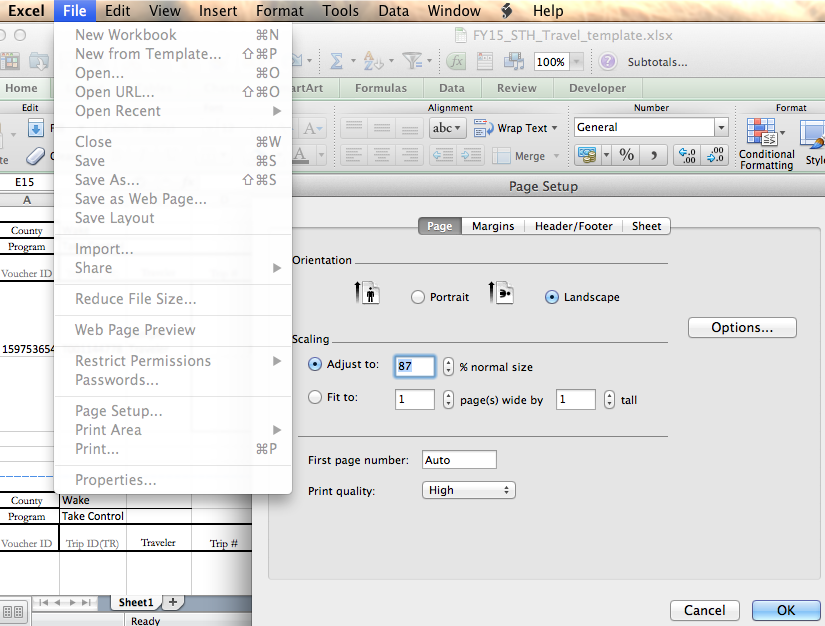 Excel File Edit View Insert Format Tools Data Window Help
FY15_STH_Travel_template.xlsx
100% Subtotals...
Home Formulas Data Review Developer
Edit Alignment Number Format
abc Wrap Text General
Merge % Conditional Formatting
E15
A
County
Program
Voucher ID
159753654
New Workbook ⌘N
New from Template... ⇧⌘P
Open... ⌘O
Open URL... ⇧⌘O
Open Recent
Close ⌘W
Save ⌘S
Save As... ⇧⌘S
Save as Web Page...
Save Layout
Import...
Share
Reduce File Size...
Web Page Preview
Restrict Permissions
Passwords...
Page Setup...
Print Area
Print... ⌘P
Properties...
Page Setup
Page Margins Header/Footer Sheet
Orientation
Portrait Landscape
Options...
Scaling
Adjust to: 87 % normal size
Fit to: 1 page(s) wide by 1 tall
First page number: Auto
Print quality: High
Cancel OK
County Wake
Program Take Control
Voucher ID Trip ID(TR) Traveler Trip #
Sheet1
Ready